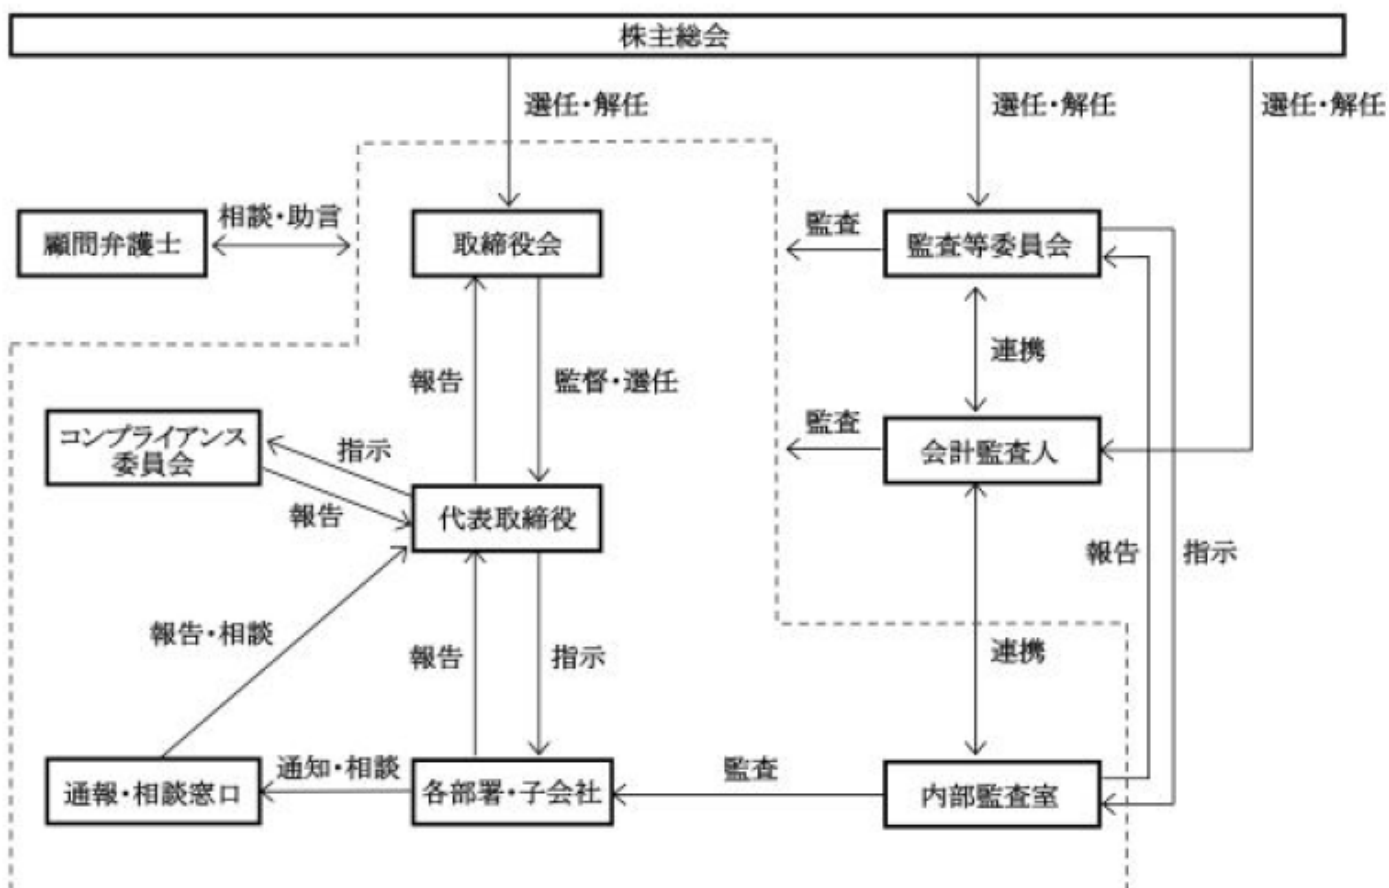 株主総会
選任・解任
選任・解任
選任・解任
顧問弁護士
相談・助言
取締役会
監査
監査等委員会
報告
監督・選任
連携
コンプライアンス
委員会
指示
報告
代表取締役
監査
会計監査人
報告
指示
報告・相談
報告
指示
連携
通報・相談窓口
通知・相談
各部署・子会社
監査
内部監査室